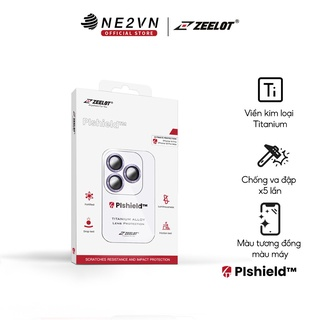 NE2VN
OFFICIAL STORE
ZEELOT
ZEELOT
PIshield™
PIshield™
TITANIUM ALLOY
LENS PROTECTION
SCRATCHES RESISTANCE AND IMPACT PROTECTION
ZEELOT
Ti
Viền kim loại
Titanium
Chống va đập
x5 lần
Màu tương đồng
màu máy
PIshield™